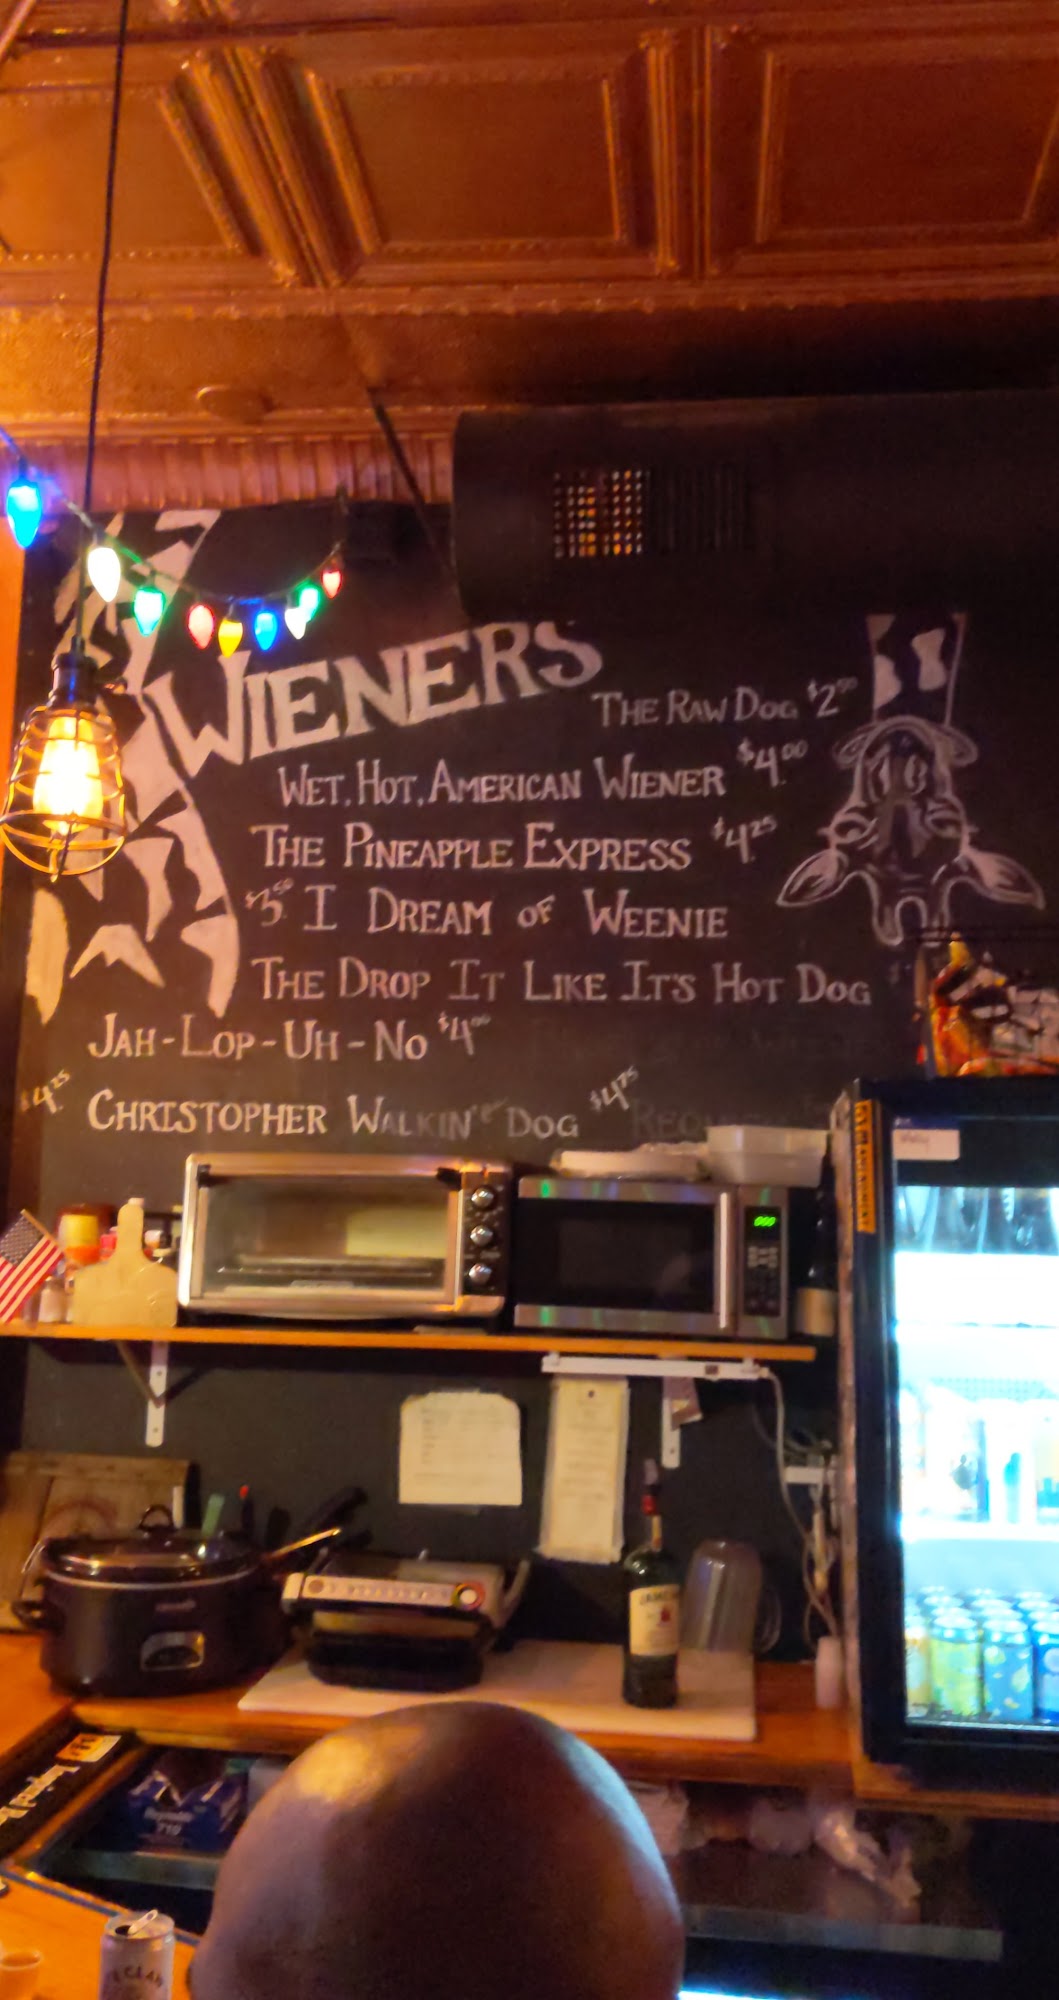 WIENERS
THE RAW DOG $2.50
WET, HOT, AMERICAN WIENER $4.00
THE PINEAPPLE EXPRESS $4.25
$3.50 I DREAM OF WEENIE
THE DROP IT LIKE IT'S HOT DOG
JAH-LOP-UH-NO $4.00
$4.25 CHRISTOPHER WALKIN' DOG $4.75